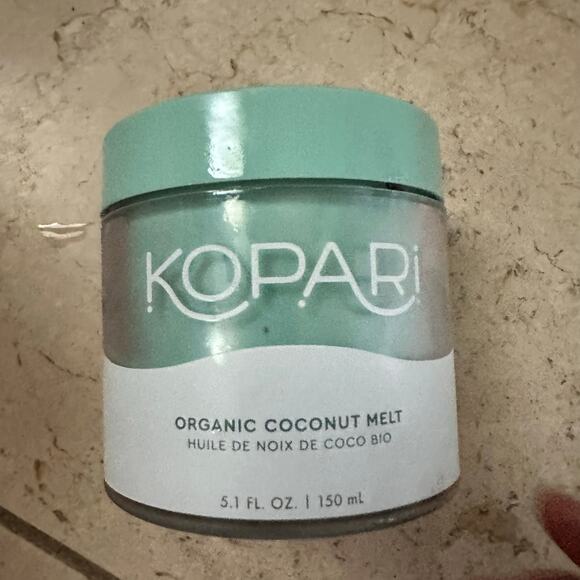 KOPARi
ORGANIC COCONUT MELT
HUILE DE NOIX DE COCO BIO
5.1 FL. OZ. | 150 mL